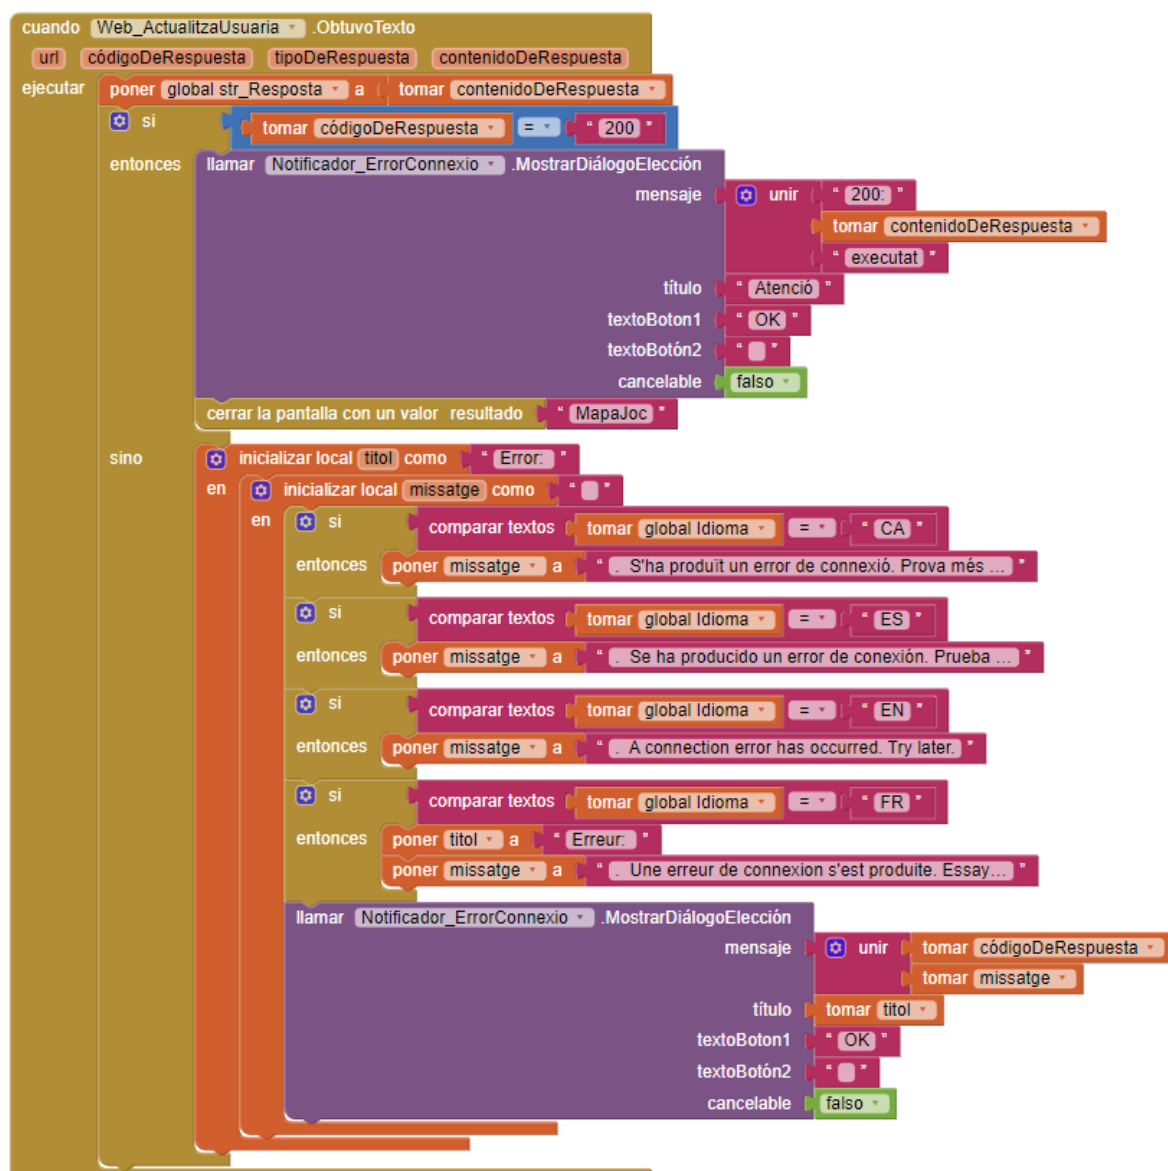 cuando Web_ActualitzaUsuaria .ObtuvoTexto
url códigoDeRespuesta tipoDeRespuesta contenidoDeRespuesta
ejecutar poner global str_Resposta a tomar contenidoDeRespuesta
si tomar códigoDeRespuesta = " 200 "
entonces llamar Notificador_ErrorConnexio .MostrarDiálogoElección
mensaje unir " 200: "
tomar contenidoDeRespuesta
" executat "
título " Atenció "
textoBoton1 " OK "
textoBotón2 " "
cancelable falso
cerrar la pantalla con un valor resultado " MapaJoc "
sino inicializar local titol como " Error: "
en inicializar local missatge como " "
en si comparar textos tomar global Idioma = " CA "
entonces poner missatge a " . S'ha produït un error de connexió. Prova més ... "
si comparar textos tomar global Idioma = " ES "
entonces poner missatge a " . Se ha producido un error de conexión. Prueba ... "
si comparar textos tomar global Idioma = " EN "
entonces poner missatge a " . A connection error has occurred. Try later. "
si comparar textos tomar global Idioma = " FR "
entonces poner titol a " Erreur: "
poner missatge a " . Une erreur de connexion s'est produite. Essay... "
llamar Notificador_ErrorConnexio .MostrarDiálogoElección
mensaje unir tomar códigoDeRespuesta
tomar missatge
título tomar titol
textoBoton1 " OK "
textoBotón2 " "
cancelable falso